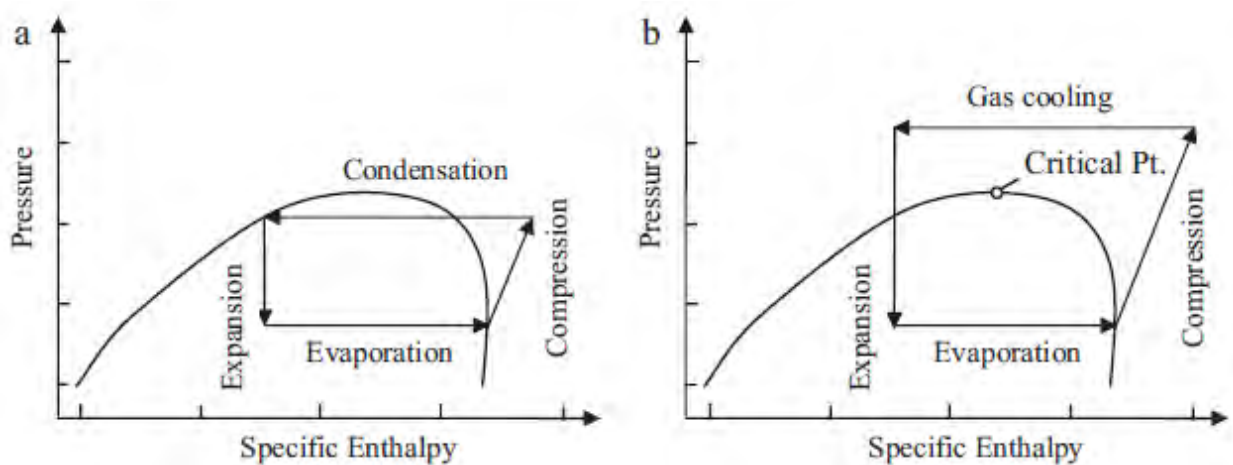 a
Pressure
Condensation
Expansion
Compression
Evaporation
Specific Enthalpy
b
Pressure
Gas cooling
Critical Pt.
Expansion
Compression
Evaporation
Specific Enthalpy